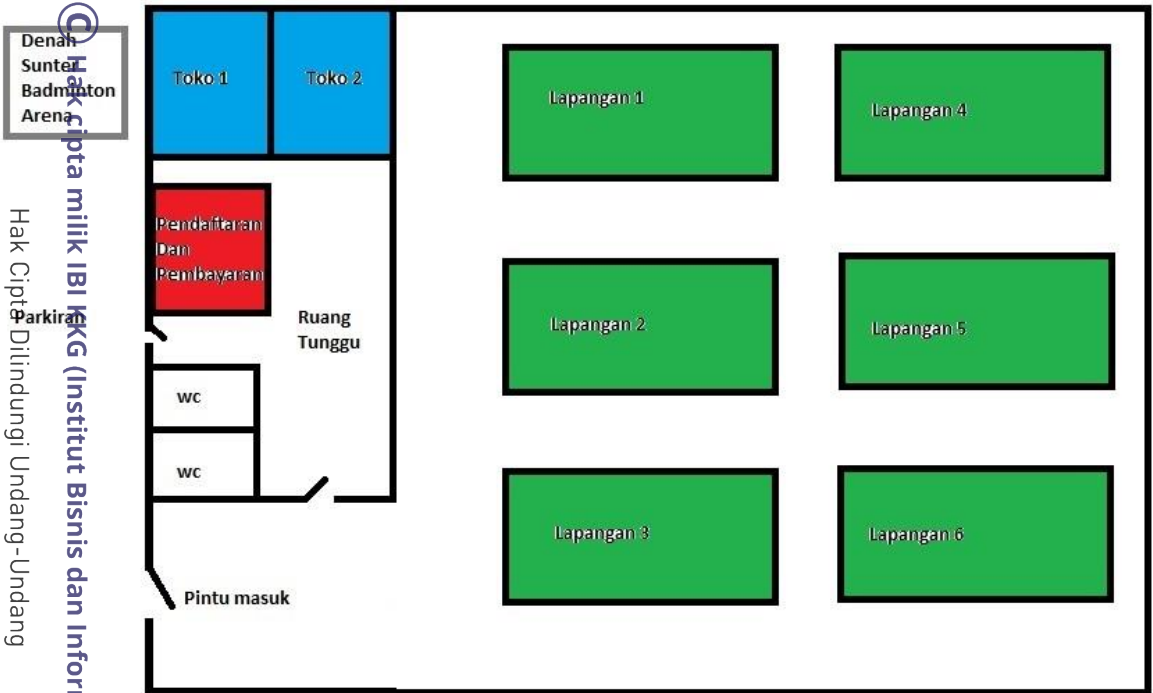 Denah
Sunter
Badminton
Arena
© Hak cipta milik IBI KKG (Institut Bisnis dan Infor
Hak Cipta Dilindungi Undang-Undang
Toko 1
Toko 2
Lapangan 1
Lapangan 4
Pendaftaran
Dan
Pembayaran
Parkiran
Ruang
Tunggu
Lapangan 2
Lapangan 5
WC
WC
Lapangan 3
Lapangan 6
Pintu masuk